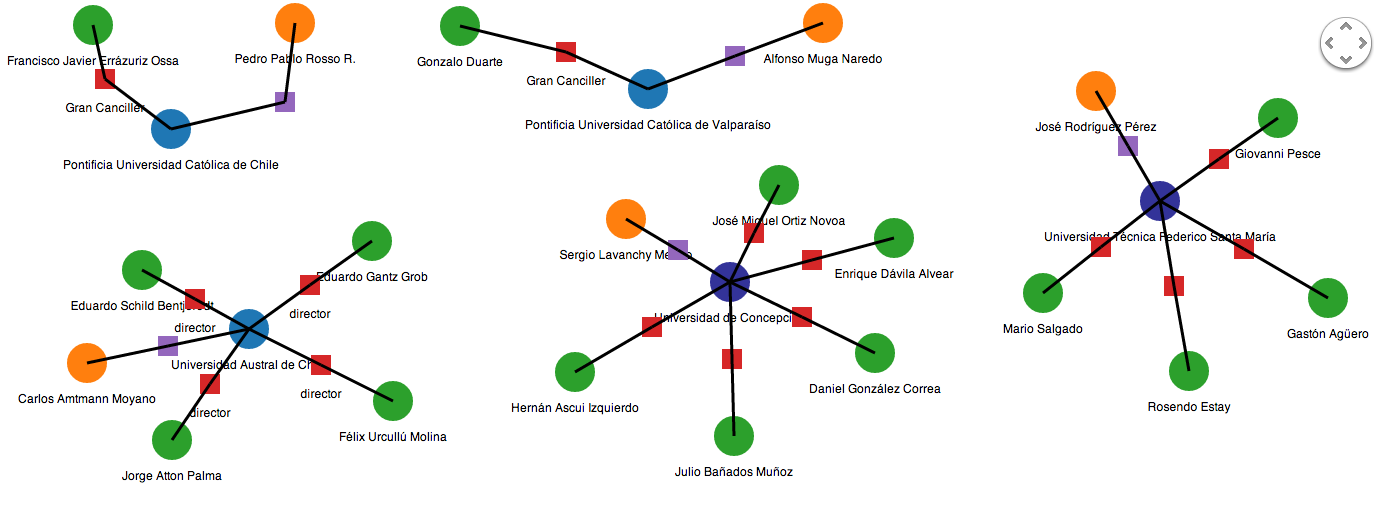 Francisco Javier Errázuriz Ossa
Pedro Pablo Rosso R.
Gran Canciller
Pontificia Universidad Católica de Chile
Gonzalo Duarte
Alfonso Muga Naredo
Gran Canciller
Pontificia Universidad Católica de Valparaíso
José Rodríguez Pérez
Giovanni Pesce
Universidad Técnica Federico Santa María
Mario Salgado
Gastón Agüero
Rosendo Estay
Eduardo Gantz Grob
Eduardo Schild
director
director
Universidad Austral de
Carlos Amtmann Moyano
director
director
Félix Urcullú Molina
Jorge Atton Palma
José Miguel Ortiz Novoa
Sergio Lavanchy
Enrique Dávila Alvear
Universidad de
Daniel González Correa
Hernán Ascui Izquierdo
Julio Bañados Muñoz